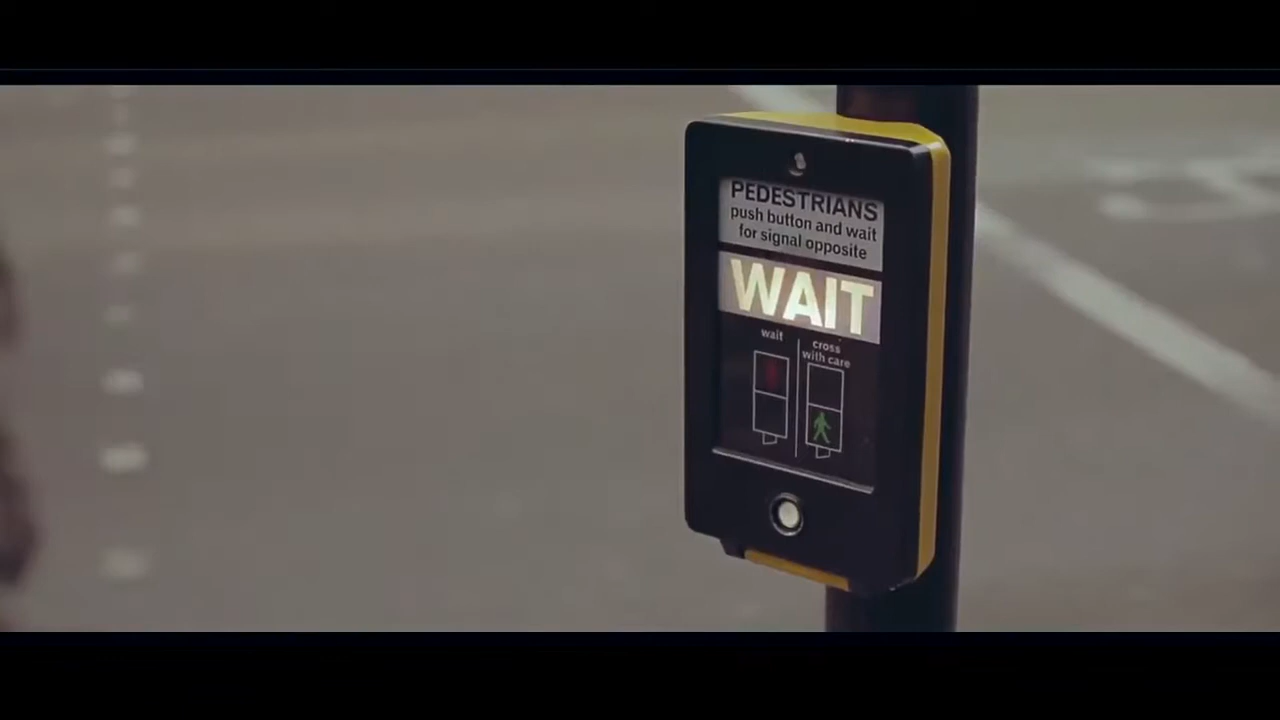 PEDESTRIANS
push button and wait
for signal opposite
WAIT
wait
cross
with care